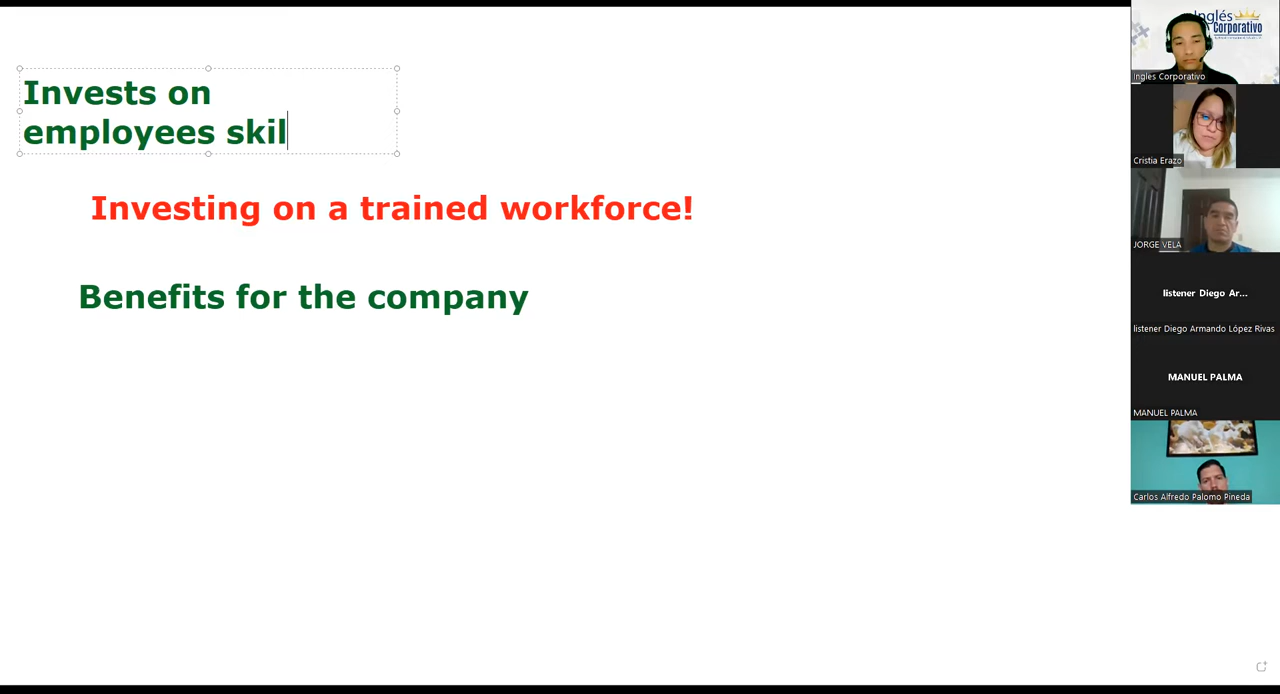 Invests on
employees skil
Investing on a trained workforce!
Benefits for the company
Inglés
Corporativo
Inglés Corporativo
Cristia Erazo
JORGE VELA
listener Diego Ar...
listener Diego Armando López Rivas
MANUEL PALMA
MANUEL PALMA
Carlos Alfredo Palomo Pineda